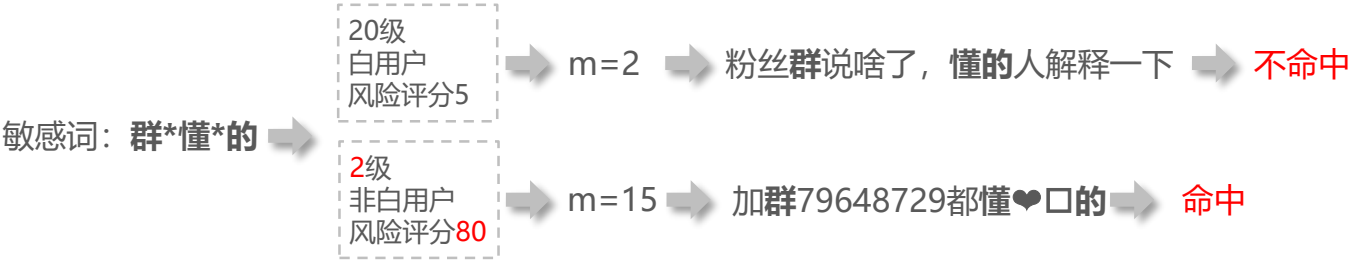 20级
白用户
风险评分5
m=2
粉丝群说啥了，懂的人解释一下
不命中
敏感词：群*懂*的
2级
非白用户
风险评分80
m=15
加群79648729都懂❤口的
命中